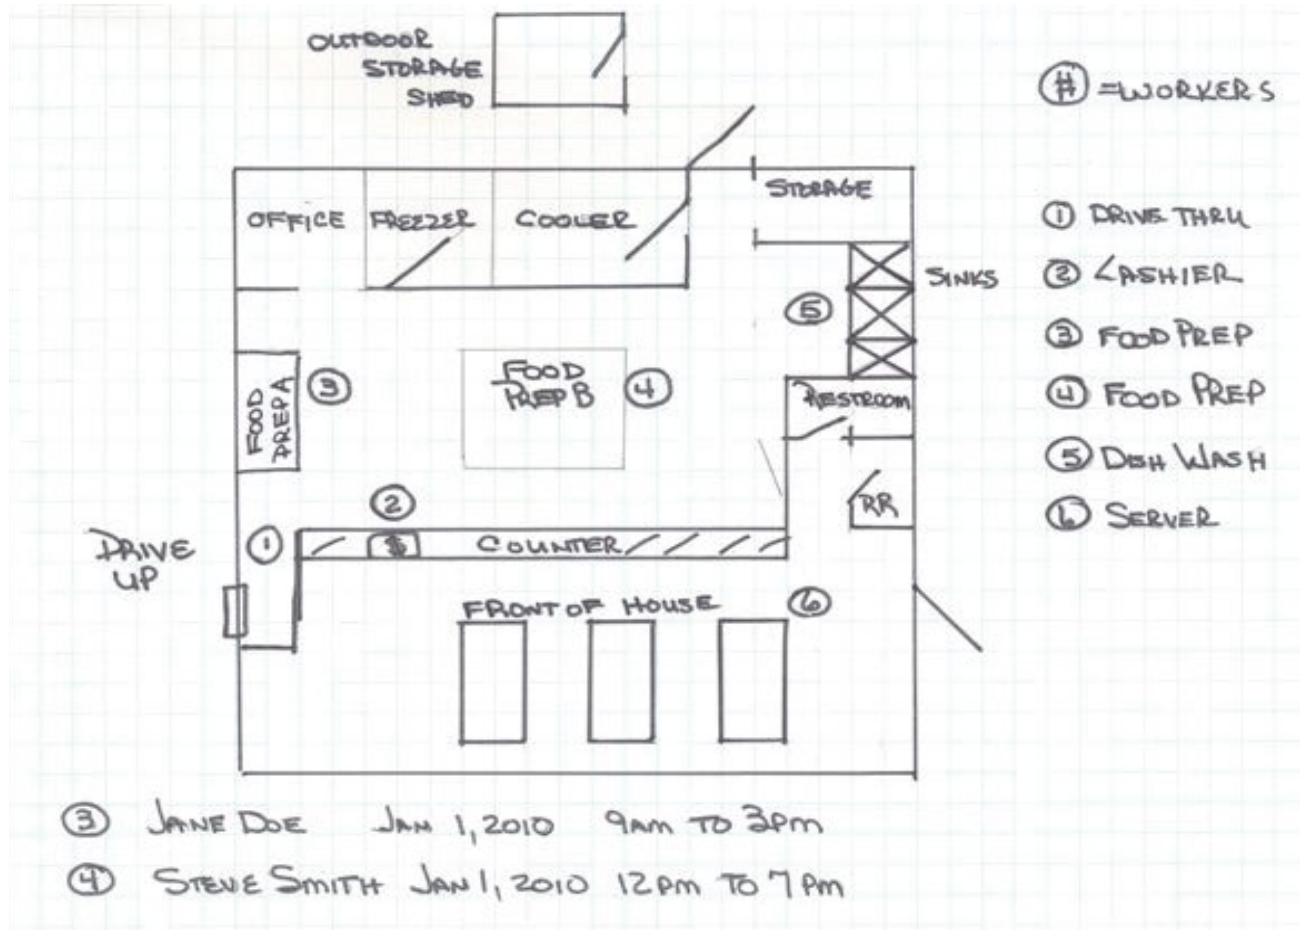 OUTDOOR
STORAGE
SHED
#=WORKERS
STORAGE
OFFICE FREEZER COOLER
1 DRIVE THRU
SINKS
2 CASHIER
5
3 FOOD PREP
FOOD
PREP A
3
FOOD
PREP B
4
RESTROOM
4 FOOD PREP
5 DISH WASH
2
RR
6 SERVER
DRIVE
UP
1
$
COUNTER
FRONT OF HOUSE
6
3 JANE DOE JAN 1, 2010 9AM TO 3PM
4 STEVE SMITH JAN 1, 2010 12PM TO 7PM